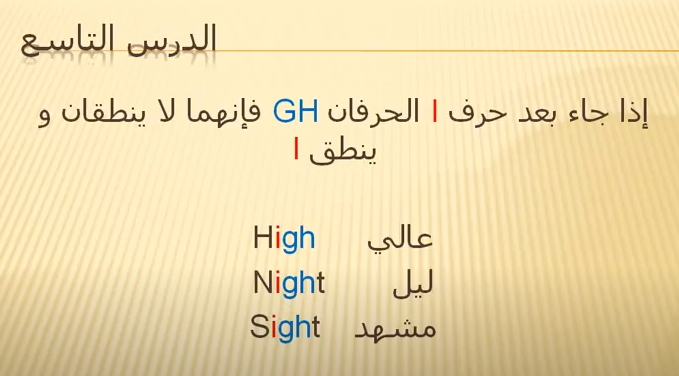 الدرس التاسع
إذا جاء بعد حرف I الحرفان GH فإنهما لا ينطقان و
ينطق I
High عالي
Night ليل
Sight مشهد